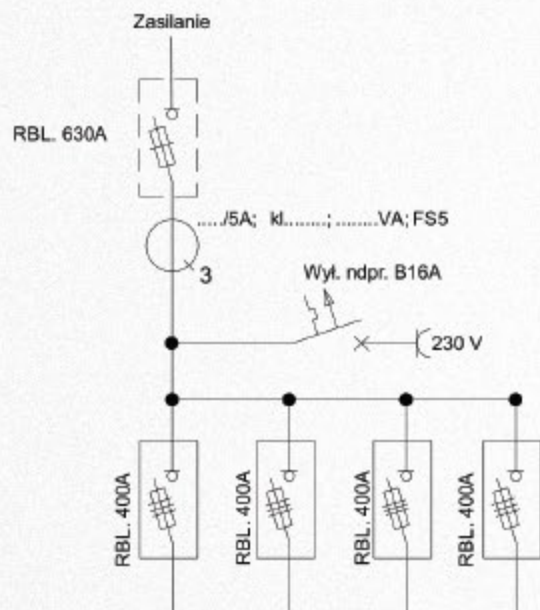 Zasilanie
RBL. 630A
....../5A; kl.........; .........VA; FS5
3
Wył. ndpr. B16A
230 V
RBL. 400A
RBL. 400A
RBL. 400A
RBL. 400A